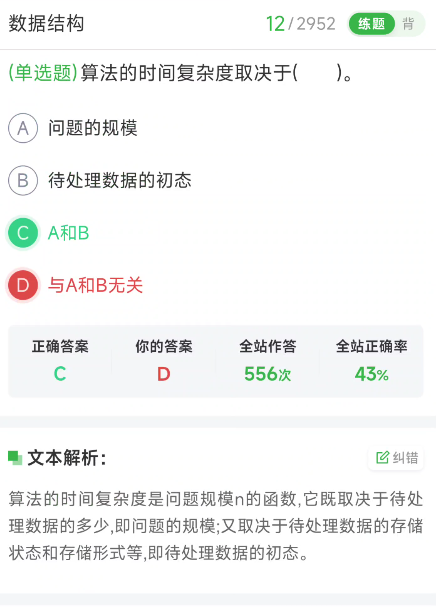 数据结构 12/2952 练题 背
(单选题)算法的时间复杂度取决于( )。
A 问题的规模
B 待处理数据的初态
C A和B
D 与A和B无关
正确答案 你的答案 全站作答 全站正确率
C D 556次 43%
文本解析: 纠错
算法的时间复杂度是问题规模n的函数,它既取决于待处
理数据的多少,即问题的规模;又取决于待处理数据的存储
状态和存储形式等,即待处理数据的初态。